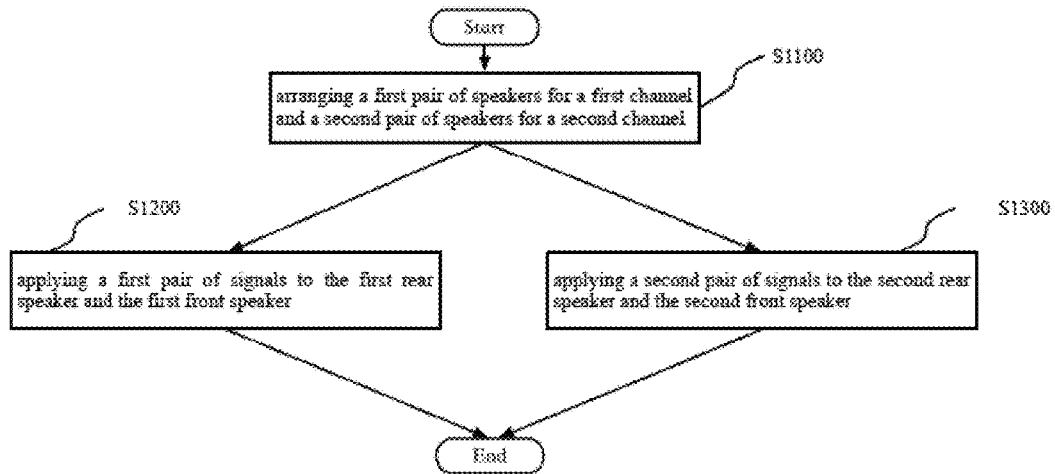 Start
S1100
arranging a first pair of speakers for a first channel
and a second pair of speakers for a second channel
S1200
S1300
applying a first pair of signals to the first rear
speaker and the first front speaker
applying a second pair of signals to the second rear
speaker and the second front speaker
End